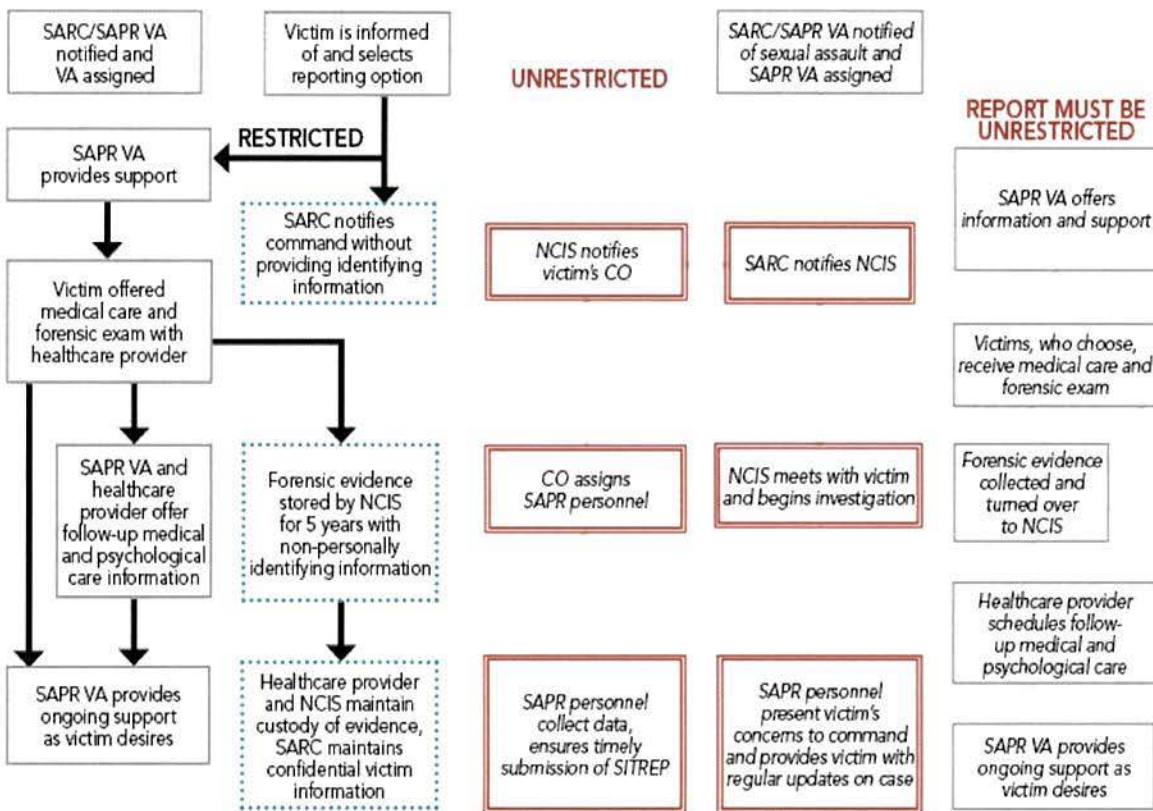 SARC/SAPR VA
notified and
VA assigned
Victim is informed
of and selects
reporting option
UNRESTRICTED
SARC/SAPR VA notified
of sexual assault and
SAPR VA assigned
REPORT MUST BE
UNRESTRICTED
RESTRICTED
SAPR VA
provides support
SAPR VA offers
information and support
SARC notifies
command without
providing identifying
information
NCIS notifies
victim's CO
SARC notifies NCIS
Victim offered
medical care and
forensic exam with
healthcare provider
Victims, who choose,
receive medical care and
forensic exam
SAPR VA and
healthcare
provider offer
follow-up medical
and psychological
care information
Forensic evidence
stored by NCIS
for 5 years with
non-personally
identifying information
CO assigns
SAPR personnel
NCIS meets with victim
and begins investigation
Forensic evidence
collected and
turned over
to NCIS
Healthcare provider
schedules follow-
up medical and
psychological care
SAPR VA provides
ongoing support
as victim desires
Healthcare provider
and NCIS maintain
custody of evidence,
SARC maintains
confidential victim
information
SAPR personnel
collect data,
ensures timely
submission of SITREP
SAPR personnel
present victim's
concerns to command
and provides victim with
regular updates on case
SAPR VA provides
ongoing support as
victim desires